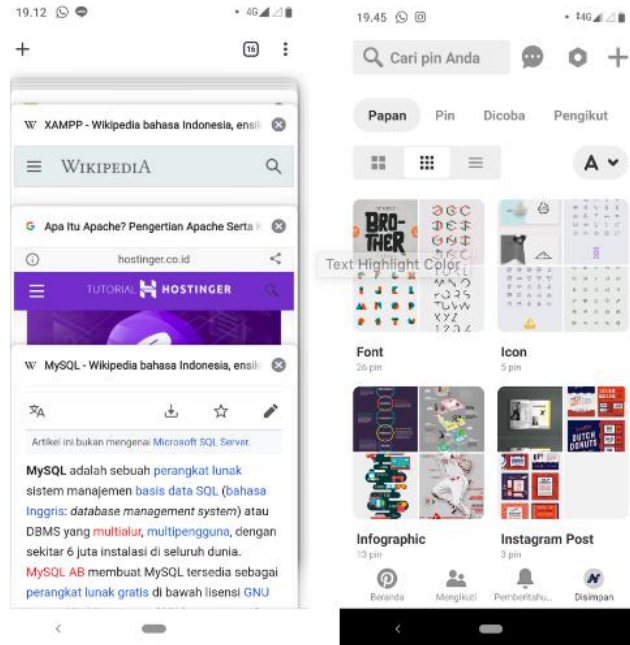 19.12
4G
16
W XAMPP - Wikipedia bahasa Indonesia, ensik
WIKIPEDIA
G Apa Itu Apache? Pengertian Apache Serta K
hostinger.co.id
TUTORIAL HOSTINGER
W MySQL - Wikipedia bahasa Indonesia, ensik
Artikel ini bukan mengenai Microsoft SQL Server.
MySQL adalah sebuah perangkat lunak
sistem manajemen basis data SQL (bahasa
Inggris: database management system) atau
DBMS yang multialur, multipengguna, dengan
sekitar 6 juta instalasi di seluruh dunia.
MySQL AB membuat MySQL tersedia sebagai
perangkat lunak gratis di bawah lisensi GNU
19.45
4G
Cari pin Anda
Papan Pin Dicoba Pengikut
A
BRO-
THER
Text Highlight Color
Font
26 pin
Icon
5 pin
DUTCH
DONUTS
Infographic
13 pin
Instagram Post
3 pin
Beranda Mengikuti Pemberitahu... Disimpan